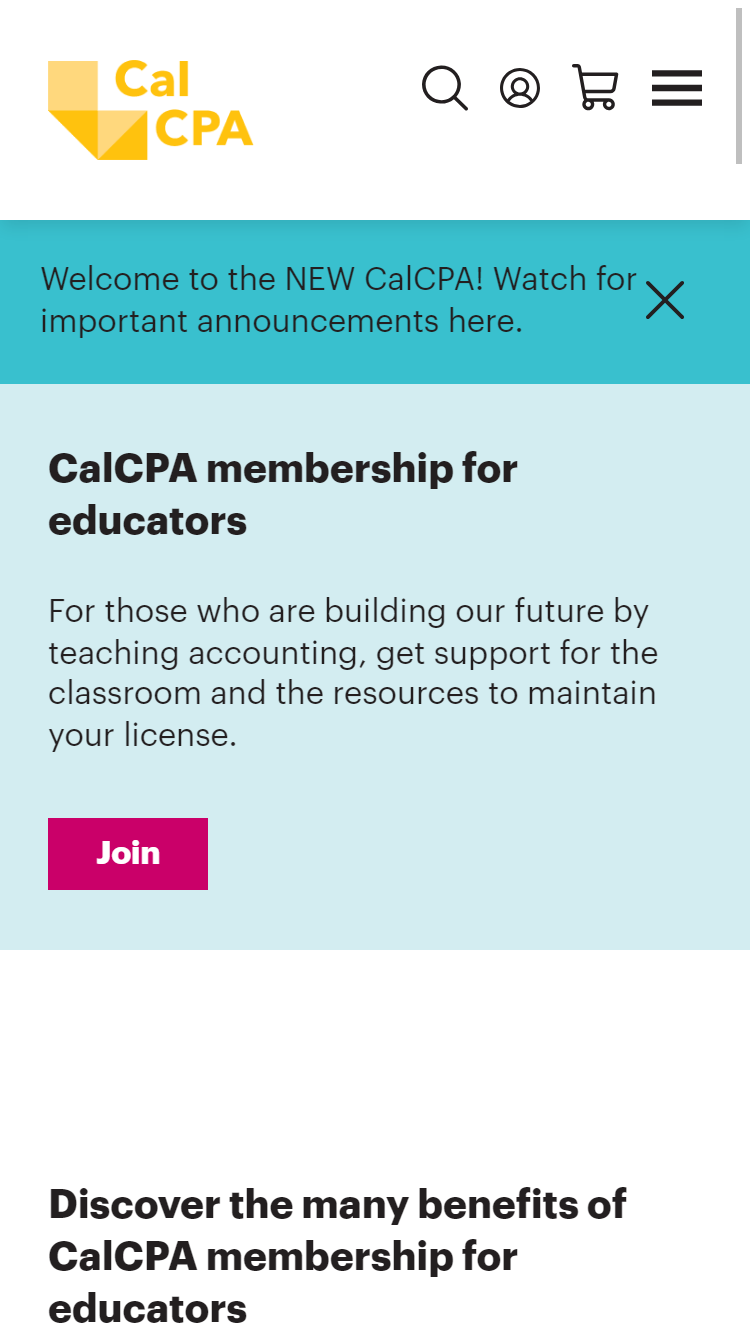 Cal
CPA
Welcome to the NEW CalCPA! Watch for
important announcements here.
CalCPA membership for
educators
For those who are building our future by
teaching accounting, get support for the
classroom and the resources to maintain
your license.
Join
Discover the many benefits of
CalCPA membership for
educators